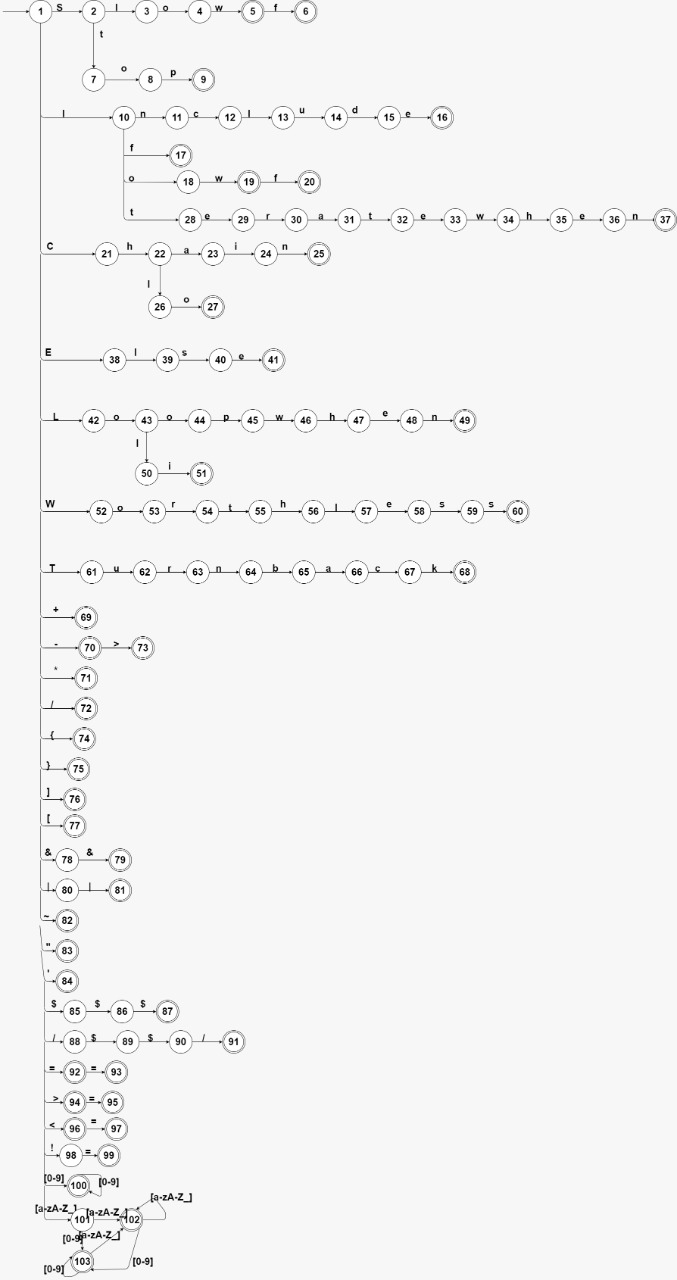 1 S 2 l 3 o 4 w 5 f 6
t
7 o 8 p 9
I 10 n 11 c 12 l 13 u 14 d 15 e 16
f 17
o 18 w 19 f 20
t 28 e 29 r 30 a 31 t 32 e 33 w 34 h 35 e 36 n 37
C 21 h 22 a 23 i 24 n 25
l
26 o 27
E 38 l 39 s 40 e 41
L 42 o 43 o 44 p 45 w 46 h 47 e 48 n 49
l
50 i 51
W 52 o 53 r 54 t 55 h 56 l 57 e 58 s 59 s 60
T 61 u 62 r 63 n 64 b 65 a 66 c 67 k 68
+ 69
- 70 > 73
* 71
/ 72
{ 74
} 75
] 76
[ 77
& 78 & 79
| 80 | 81
~ 82
" 83
' 84
$ 85 $ 86 $ 87
/ 88 $ 89 $ 90 / 91
= 92 = 93
> 94 = 95
< 96 = 97
! 98 = 99
[0-9] 100 [0-9]
[a-zA-Z_] 101 [a-zA-Z_] 102 [a-zA-Z_]
[0-9] [a-zA-Z_]
[0-9] 103 [0-9]